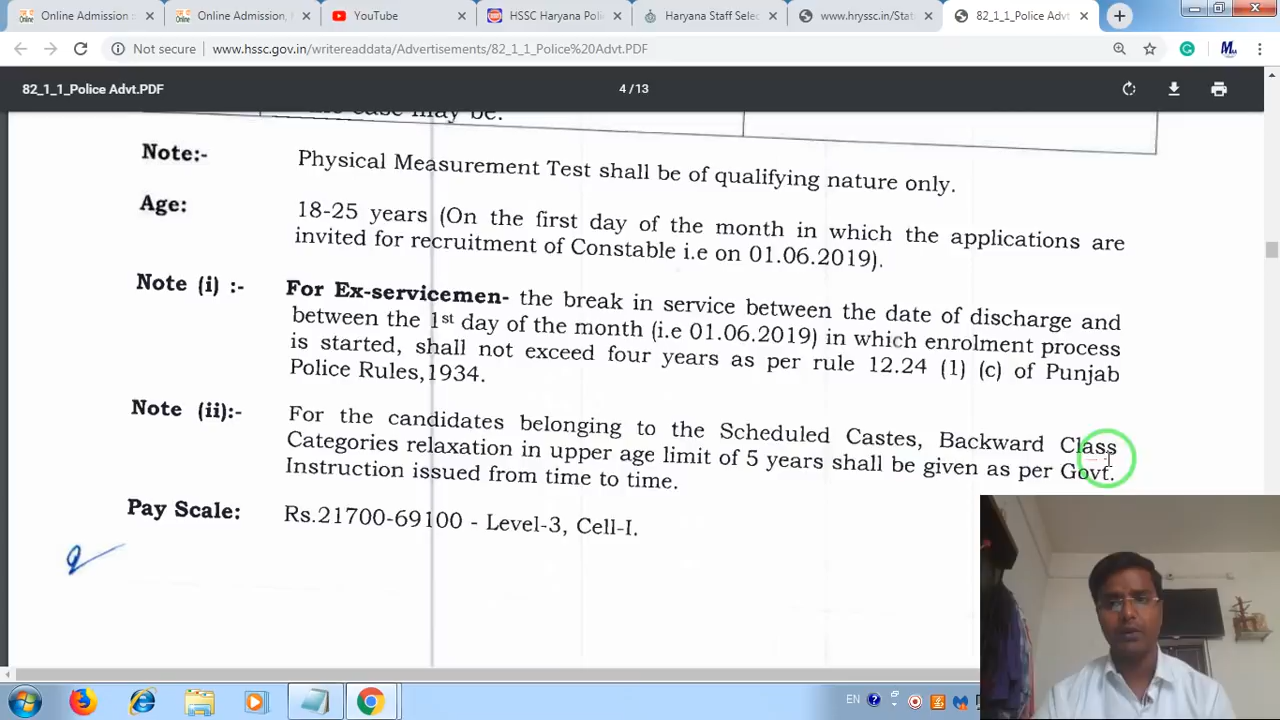 Online Admission of
Online Admission, H
YouTube
HSSC Haryana Poli
Haryana Staff Selec
www.hryssc.in/Stat
82_1_1_Police Advt
Not secure
www.hssc.gov.in/writereaddata/Advertisements/82_1_1_Police%20Advt.PDF
82_1_1_Police Advt.PDF
4 / 13
case may be.
Note:- Physical Measurement Test shall be of qualifying nature only.
Age: 18-25 years (On the first day of the month in which the applications are
invited for recruitment of Constable i.e on 01.06.2019).
Note (i) :- For Ex-servicemen- the break in service between the date of discharge and
between the 1st day of the month (i.e 01.06.2019) in which enrolment process
is started, shall not exceed four years as per rule 12.24 (1) (c) of Punjab
Police Rules,1934.
Note (ii):- For the candidates belonging to the Scheduled Castes, Backward Class
Categories relaxation in upper age limit of 5 years shall be given as per Govt.
Instruction issued from time to time.
Pay Scale: Rs.21700-69100 - Level-3, Cell-I.
EN